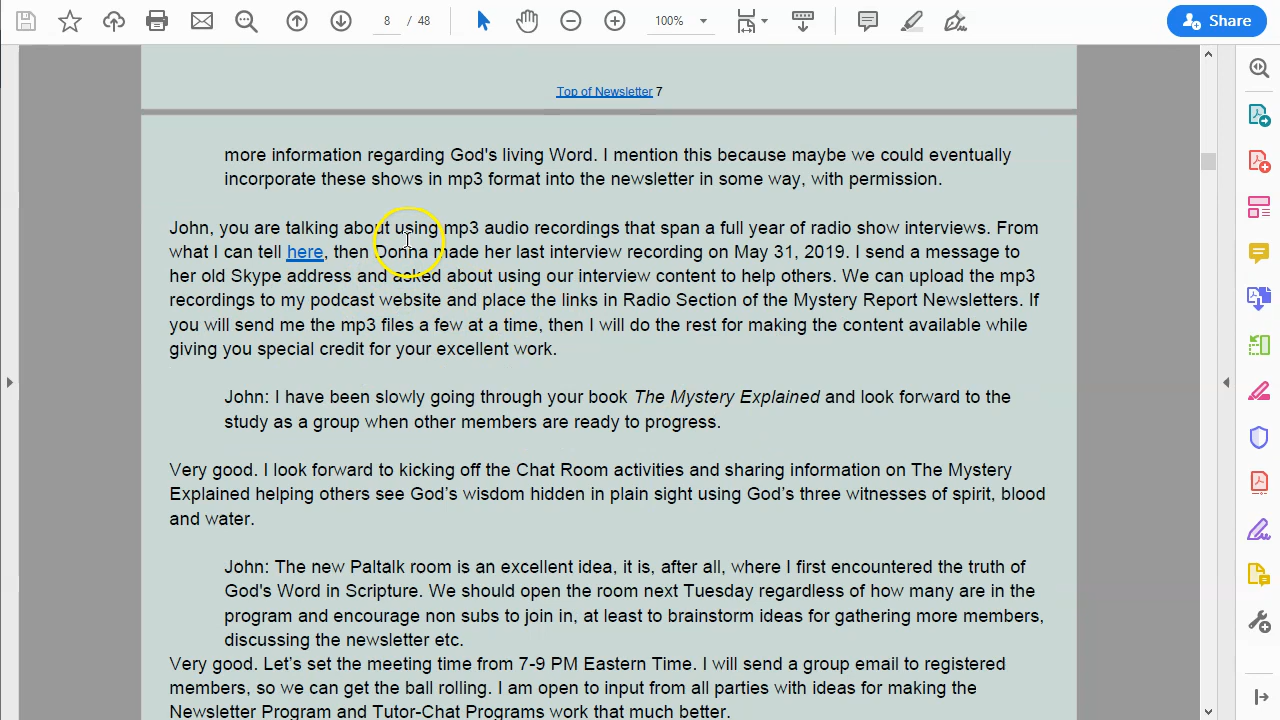 8 / 48
100%
Share
Top of Newsletter 7
more information regarding God's living Word. I mention this because maybe we could eventually
incorporate these shows in mp3 format into the newsletter in some way, with permission.
John, you are talking about using mp3 audio recordings that span a full year of radio show interviews. From
what I can tell here, then Donna made her last interview recording on May 31, 2019. I send a message to
her old Skype address and asked about using our interview content to help others. We can upload the mp3
recordings to my podcast website and place the links in Radio Section of the Mystery Report Newsletters. If
you will send me the mp3 files a few at a time, then I will do the rest for making the content available while
giving you special credit for your excellent work.
John: I have been slowly going through your book The Mystery Explained and look forward to the
study as a group when other members are ready to progress.
Very good. I look forward to kicking off the Chat Room activities and sharing information on The Mystery
Explained helping others see God’s wisdom hidden in plain sight using God’s three witnesses of spirit, blood
and water.
John: The new Paltalk room is an excellent idea, it is, after all, where I first encountered the truth of
God's Word in Scripture. We should open the room next Tuesday regardless of how many are in the
program and encourage non subs to join in, at least to brainstorm ideas for gathering more members,
discussing the newsletter etc.
Very good. Let’s set the meeting time from 7-9 PM Eastern Time. I will send a group email to registered
members, so we can get the ball rolling. I am open to input from all parties with ideas for making the
Newsletter Program and Tutor-Chat Programs work that much better.